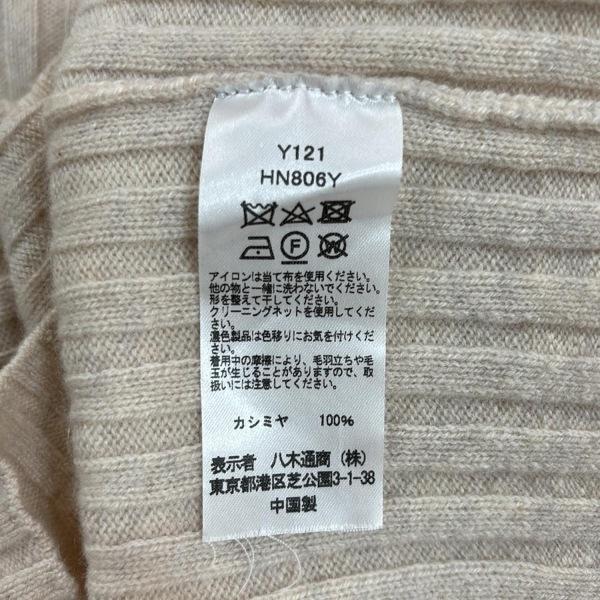 Y121
HN806Y
F
W
アイロンは当て布を使用ください。
他の物と一緒に洗わないでください。
形を整えて干してください。
クリーニングネットを使用してください
濃色製品は色移りにお気を付けください。
着用中の摩擦により、毛羽立ちや毛
玉が生じることがありますので、取
扱いには注意してください。
カシミヤ 100%
表示者 八木通商（株）
東京都港区芝公園3-1-38
中国製